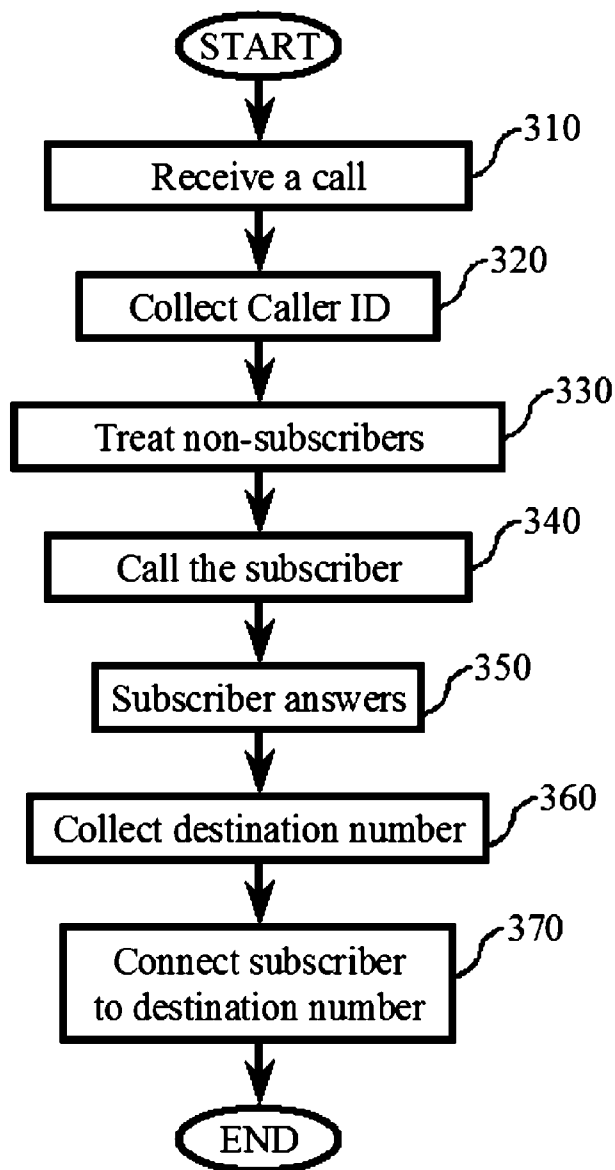 START
310
Receive a call
320
Collect Caller ID
330
Treat non-subscribers
340
Call the subscriber
350
Subscriber answers
360
Collect destination number
370
Connect subscriber
to destination number
END